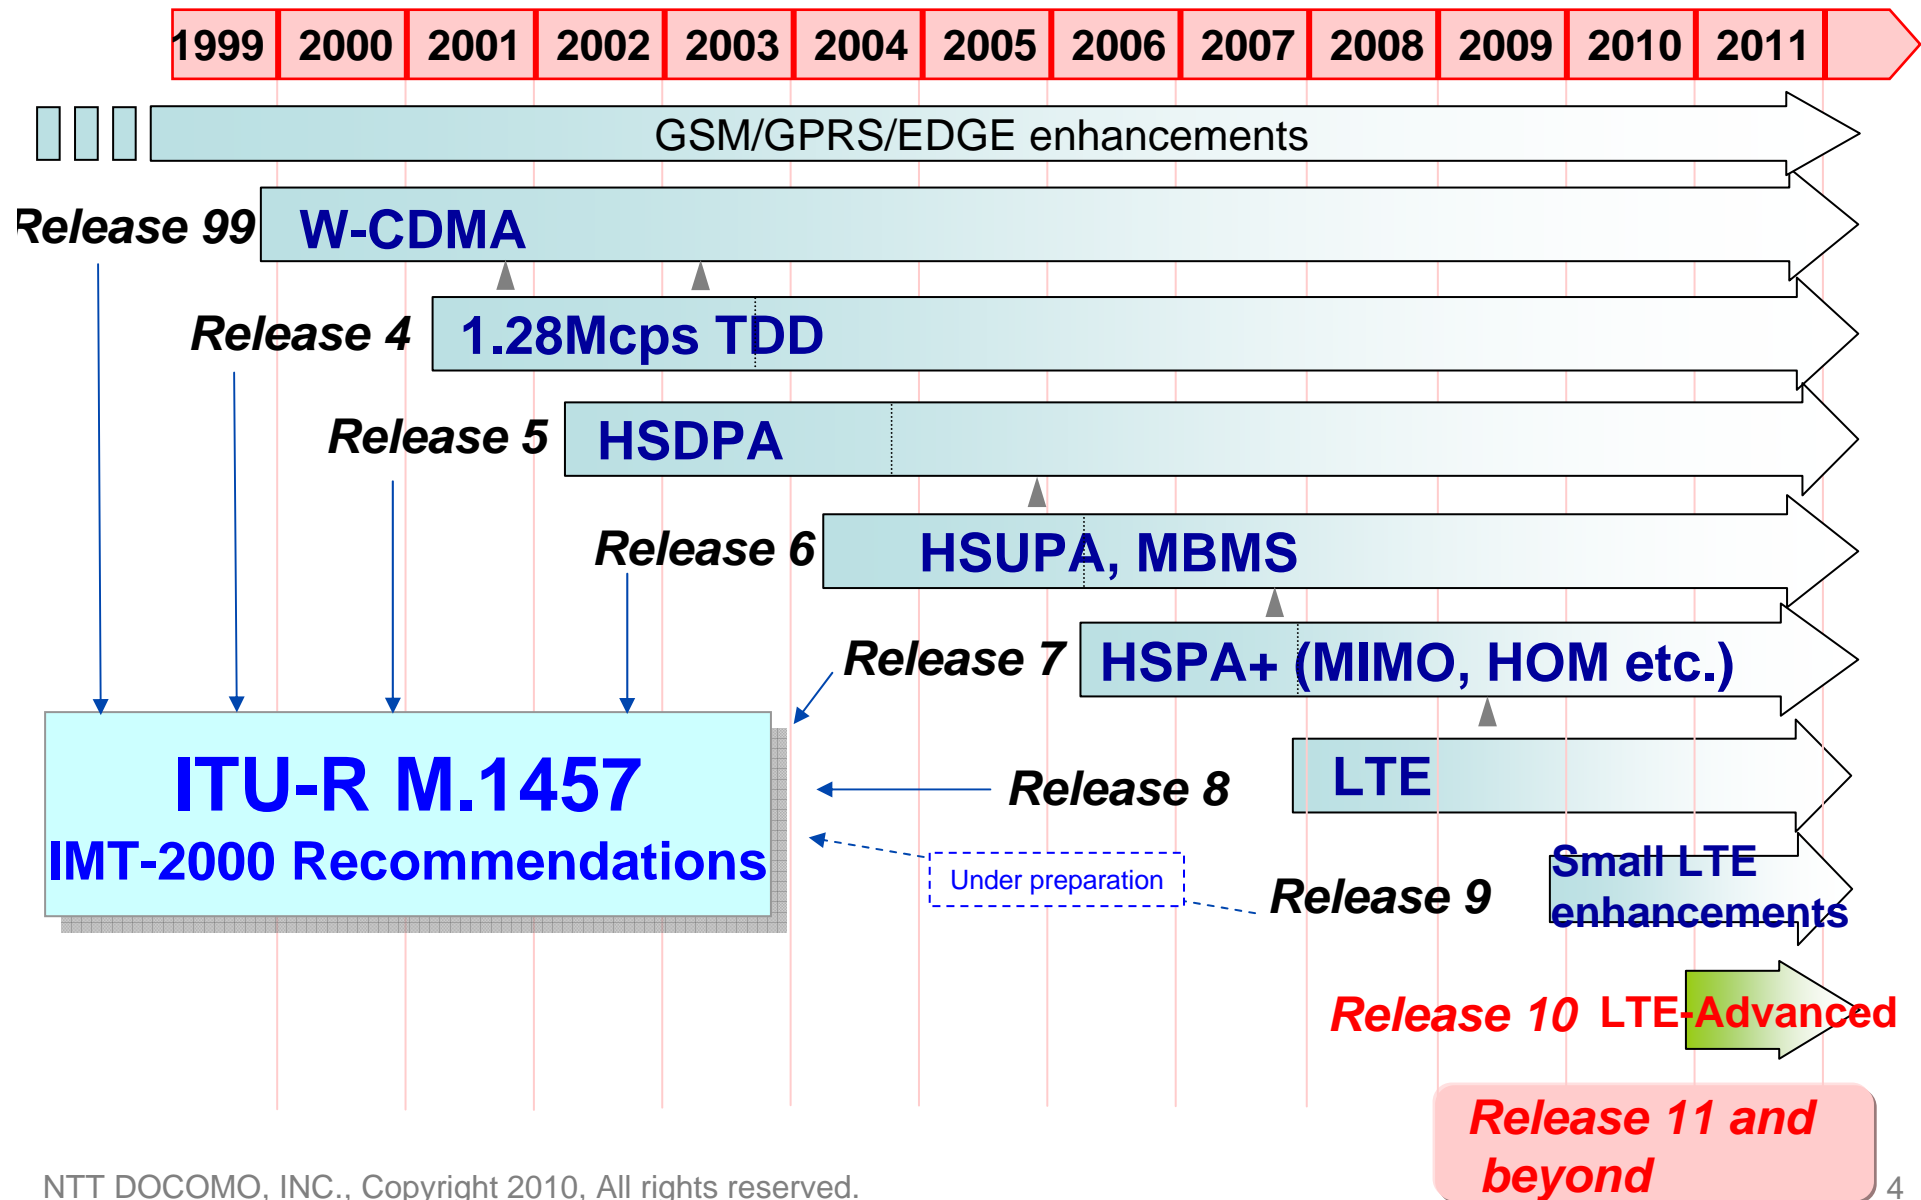 1999 2000 2001 2002 2003 2004 2005 2006 2007 2008 2009 2010 2011
GSM/GPRS/EDGE enhancements
Release 99 W-CDMA
Release 4 1.28Mcps TDD
Release 5 HSDPA
Release 6 HSUPA, MBMS
Release 7 HSPA+ (MIMO, HOM etc.)
Release 8 LTE
ITU-R M.1457
IMT-2000 Recommendations
Under preparation
Release 9 Small LTE
enhancements
Release 10 LTE-Advanced
Release 11 and
beyond
NTT DOCOMO, INC., Copyright 2010, All rights reserved.
4